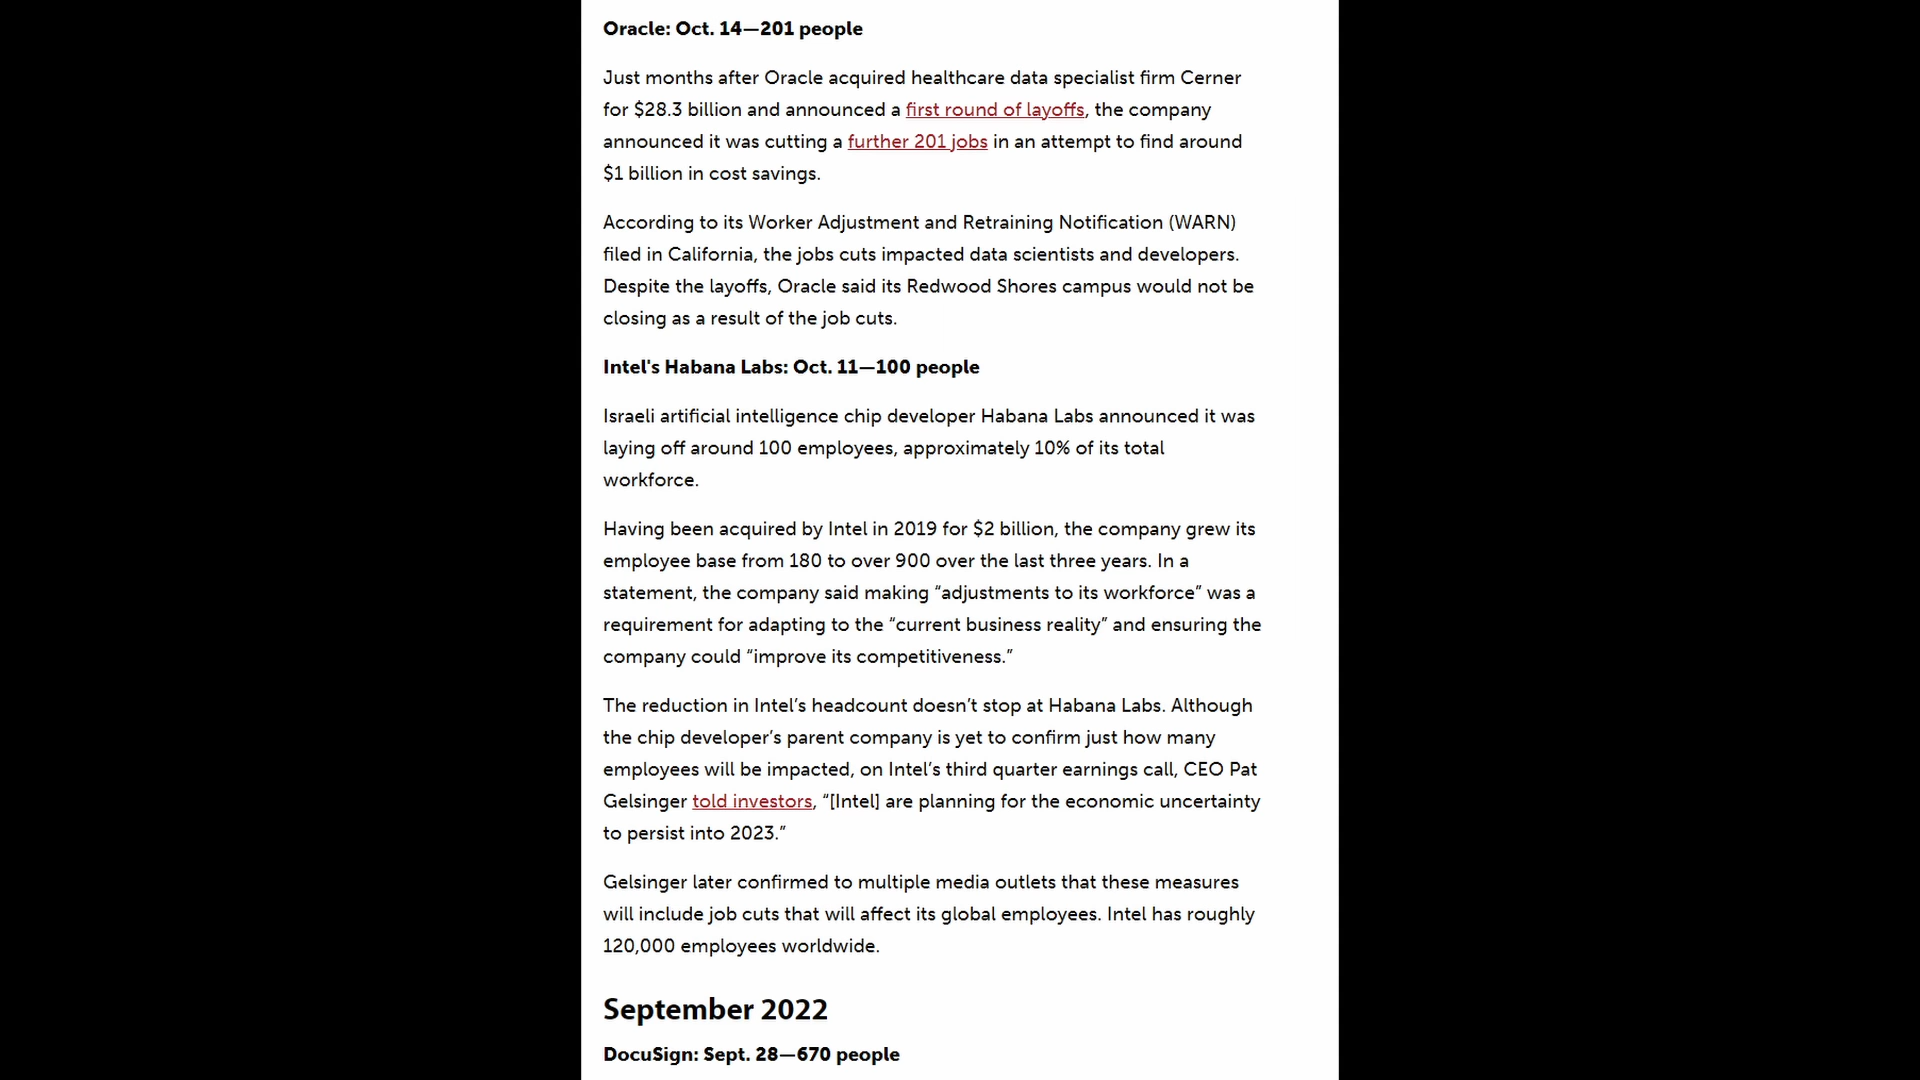 Oracle: Oct. 14—201 people
Just months after Oracle acquired healthcare data specialist firm Cerner
for $28.3 billion and announced a first round of layoffs, the company
announced it was cutting a further 201 jobs in an attempt to find around
$1 billion in cost savings.
According to its Worker Adjustment and Retraining Notification (WARN)
filed in California, the jobs cuts impacted data scientists and developers.
Despite the layoffs, Oracle said its Redwood Shores campus would not be
closing as a result of the job cuts.
Intel's Habana Labs: Oct. 11—100 people
Israeli artificial intelligence chip developer Habana Labs announced it was
laying off around 100 employees, approximately 10% of its total
workforce.
Having been acquired by Intel in 2019 for $2 billion, the company grew its
employee base from 180 to over 900 over the last three years. In a
statement, the company said making “adjustments to its workforce” was a
requirement for adapting to the “current business reality” and ensuring the
company could “improve its competitiveness.”
The reduction in Intel’s headcount doesn’t stop at Habana Labs. Although
the chip developer’s parent company is yet to confirm just how many
employees will be impacted, on Intel’s third quarter earnings call, CEO Pat
Gelsinger told investors, “[Intel] are planning for the economic uncertainty
to persist into 2023.”
Gelsinger later confirmed to multiple media outlets that these measures
will include job cuts that will affect its global employees. Intel has roughly
120,000 employees worldwide.
September 2022
DocuSign: Sept. 28—670 people